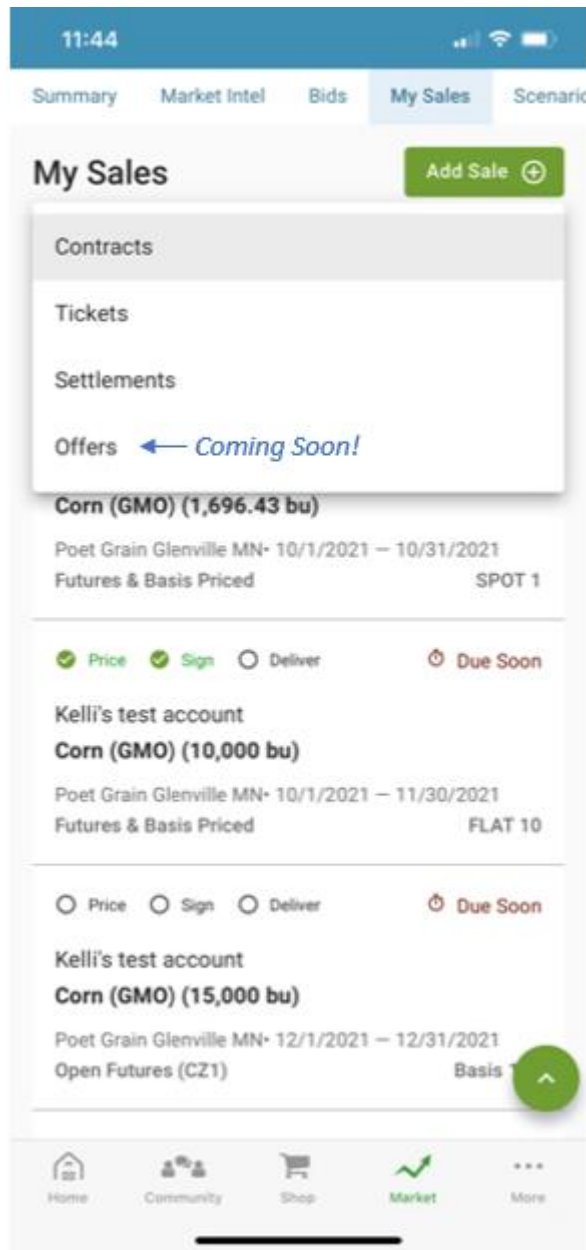 11:44
Summary Market Intel Bids My Sales Scenario
My Sales Add Sale
Contracts
Tickets
Settlements
Offers Coming Soon!
Corn (GMO) (1,696.43 bu)
Poet Grain Glenville MN• 10/1/2021 — 10/31/2021
Futures & Basis Priced SPOT 1
Price Sign Deliver Due Soon
Kelli's test account
Corn (GMO) (10,000 bu)
Poet Grain Glenville MN• 10/1/2021 — 11/30/2021
Futures & Basis Priced FLAT 10
Price Sign Deliver Due Soon
Kelli's test account
Corn (GMO) (15,000 bu)
Poet Grain Glenville MN• 12/1/2021 — 12/31/2021
Open Futures (CZ1) Basis
Home Community Shop Market More